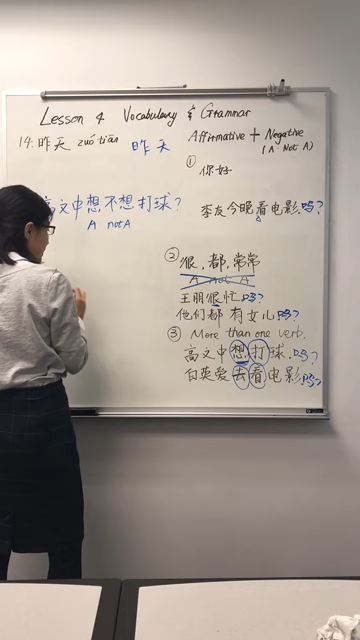 Lesson 4 Vocabulary & Grammar
14. 昨天 zuótiān 昨天
Affirmative + Negative
(A Not A)
① 你好
高文中想不想打球?
A notA
李友今晚看电影.吗?
② 很, 都, 常常
A not A
王朋很忙吗?
他们都有女儿吗?
③ More than one verb.
高文中想打球.吗?
白英爱去看电影.吗?